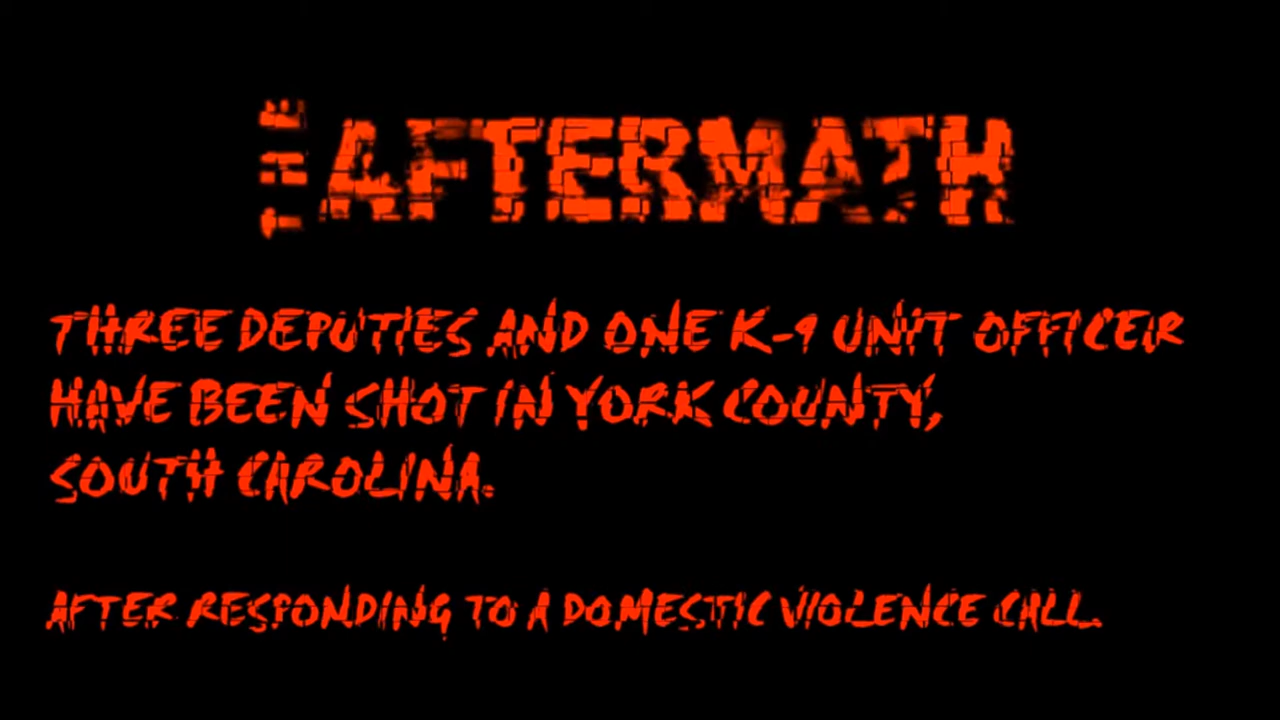 THE AFTERMATH
THREE DEPUTIES AND ONE K-9 UNIT OFFICER
HAVE BEEN SHOT IN YORK COUNTY,
SOUTH CAROLINA.
AFTER RESPONDING TO A DOMESTIC VIOLENCE CALL.